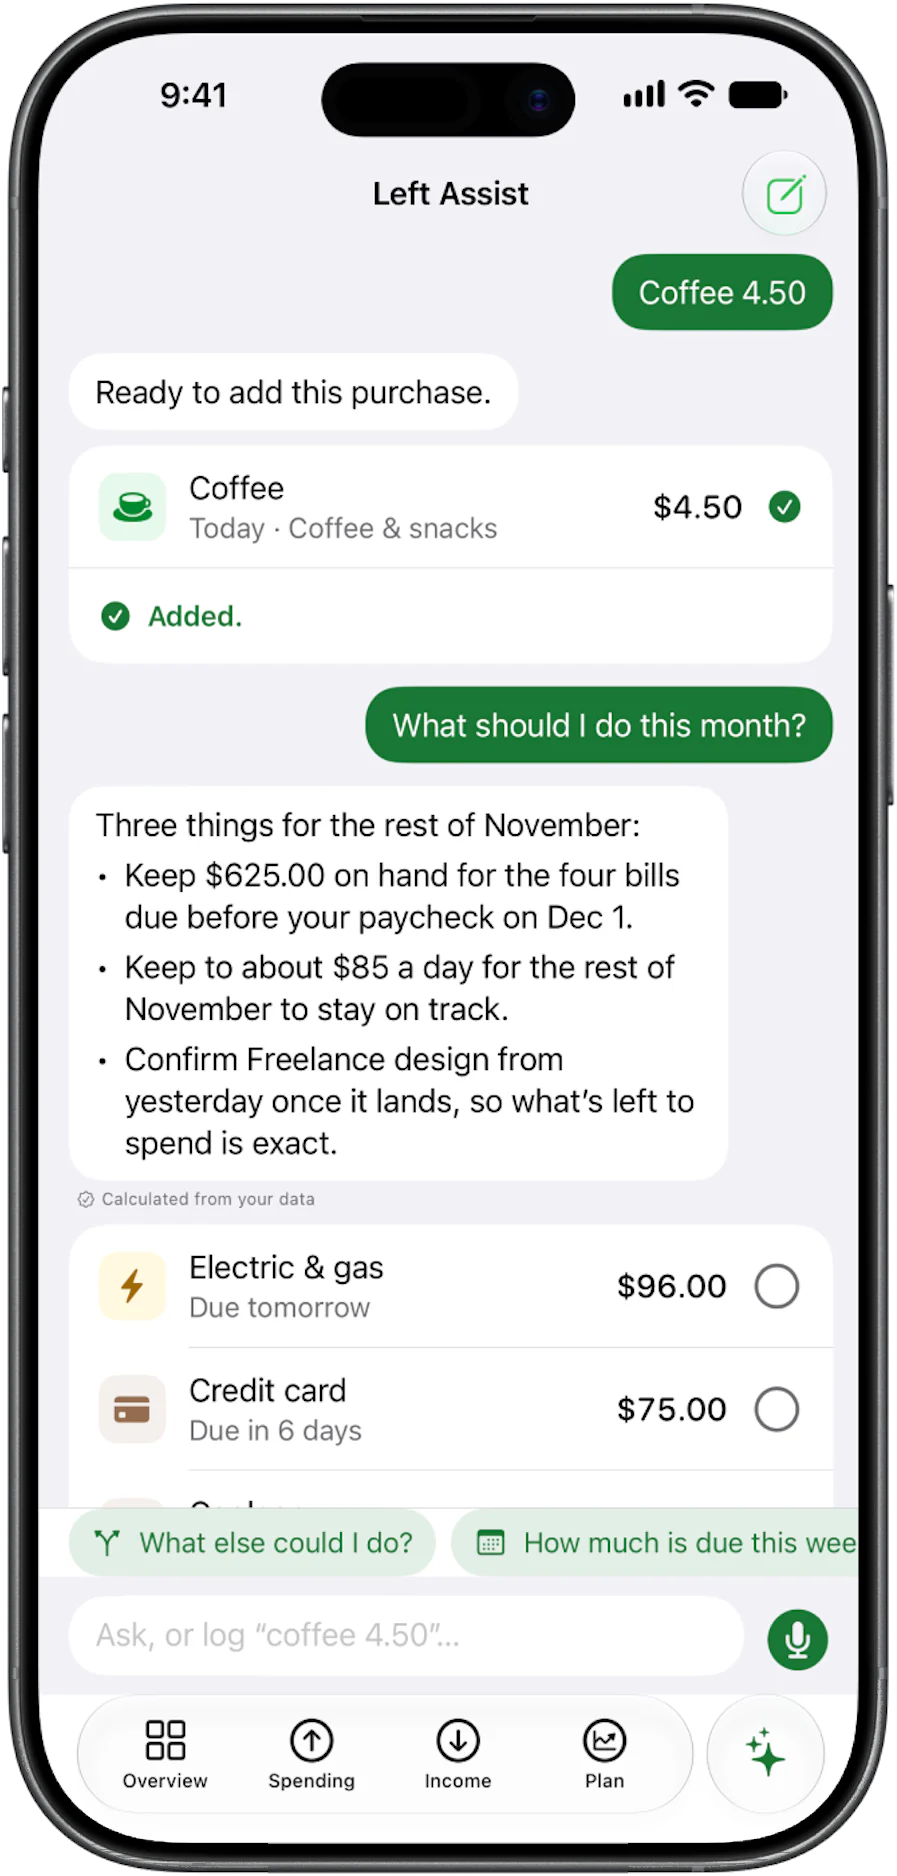 9:41
Left Assist
Coffee 4.50
Ready to add this purchase.
Coffee
Today · Coffee & snacks
$4.50
Added.
What should I do this month?
Three things for the rest of November:
• Keep $625.00 on hand for the four bills
due before your paycheck on Dec 1.
• Keep to about $85 a day for the rest of
November to stay on track.
• Confirm Freelance design from
yesterday once it lands, so what’s left to
spend is exact.
Calculated from your data
Electric & gas
Due tomorrow
$96.00
Credit card
Due in 6 days
$75.00
What else could I do?
How much is due this wee
Ask, or log “coffee 4.50”...
Overview
Spending
Income
Plan